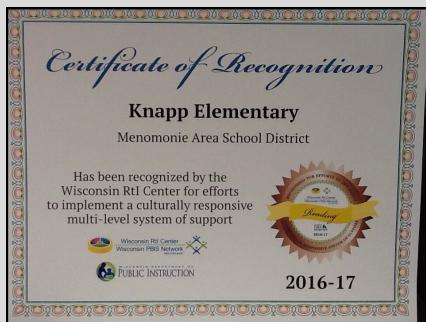 Certificate of Recognition
Knapp Elementary
Menomonie Area School District
Has been recognized by the
Wisconsin RtI Center for efforts
to implement a culturally responsive
multi-level system of support
Wisconsin RtI Center
Wisconsin PBIS Network
PUBLIC INSTRUCTION
Reading
2016-17
2016-17